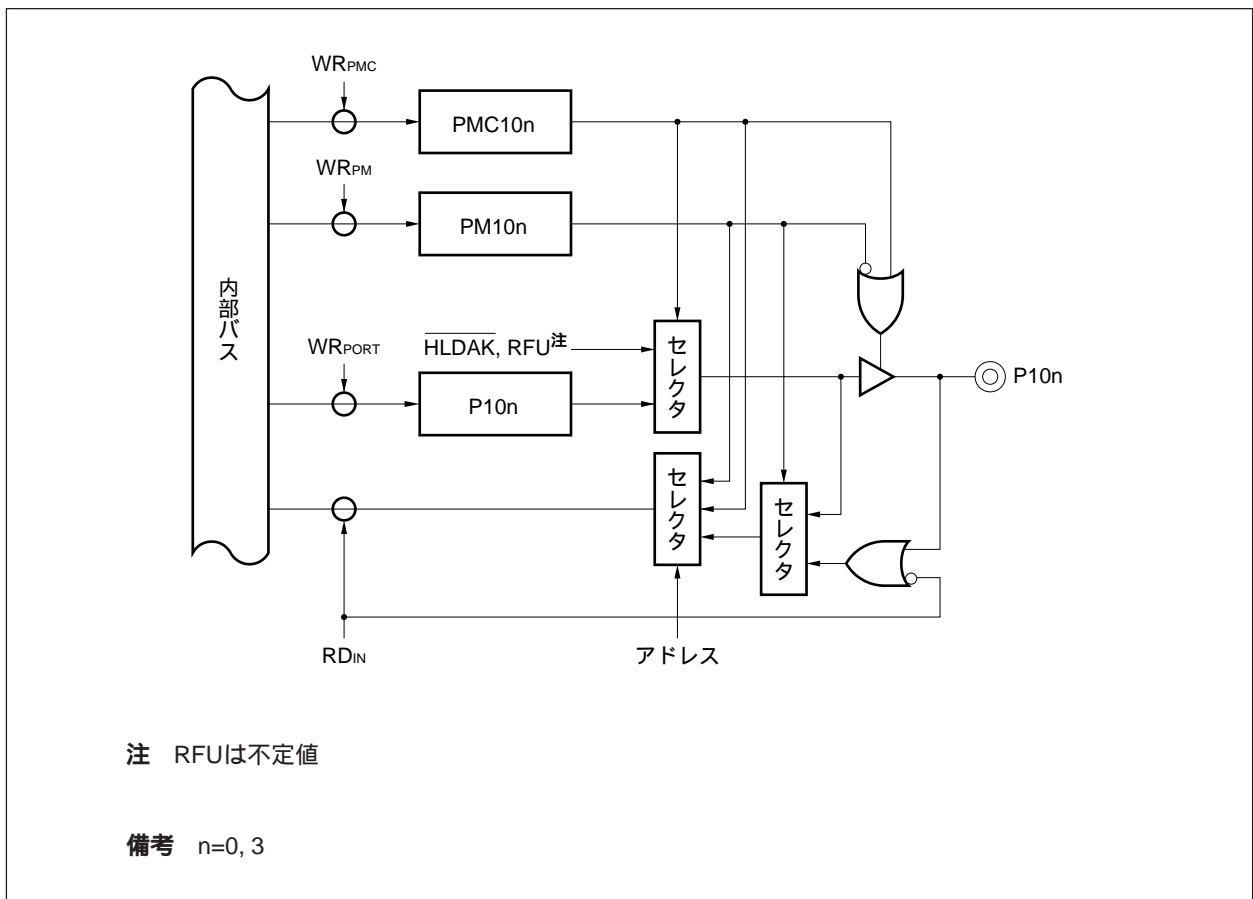 WRPMC
PMC10n
WRPM
PM10n
内部バス
WRPORT
HLDAK, RFU注
セレクタ
P10n
P10n
セレクタ
セレクタ
RDIN
アドレス
注 RFUは不定値
備考 n=0, 3